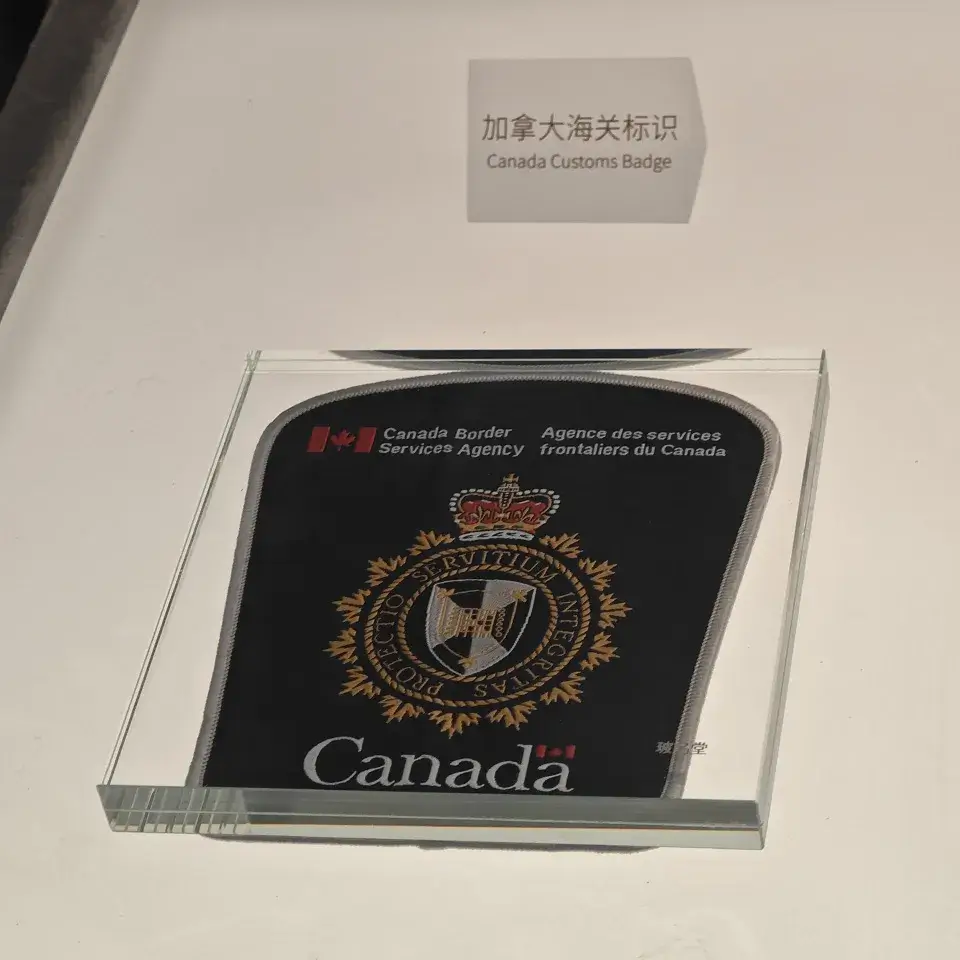 加拿大海关标识
Canada Customs Badge
Canada Border
Services Agency
Agence des services
frontaliers du Canada
PROTECTIO SERVITIUM INTEGRITAS
Canada